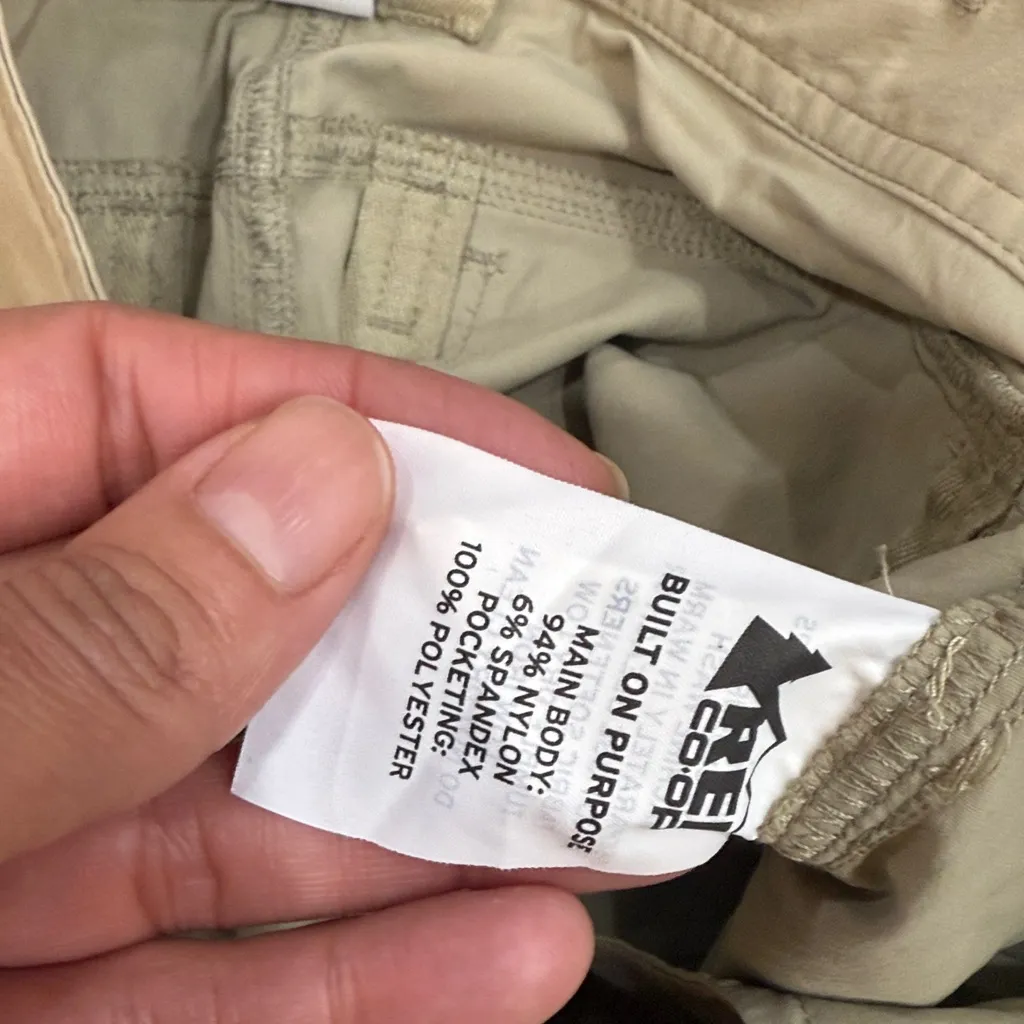 REI
CO·OP
BUILT ON PURPOSE
MAIN BODY:
94% NYLON
6% SPANDEX
POCKETING:
100% POLYESTER